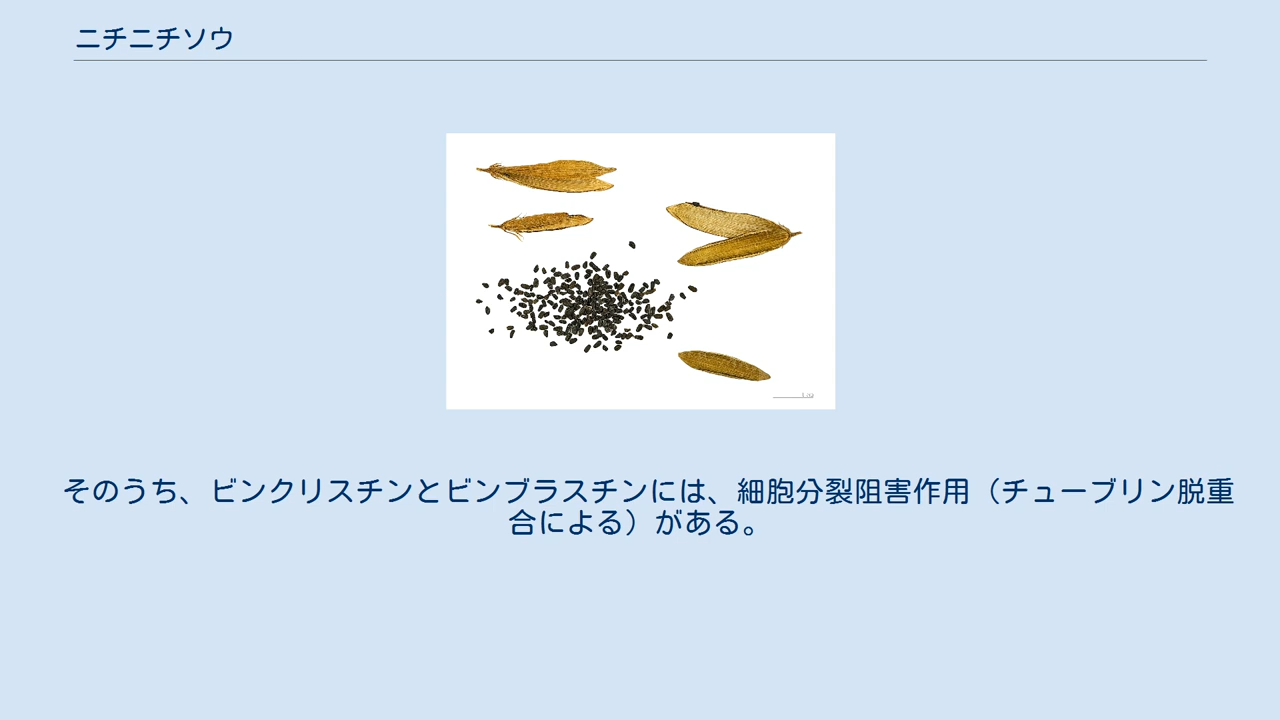 ニチニチソウ
そのうち、ビンクリスチンとビンブラスチンには、細胞分裂阻害作用（チューブリン脱重
合による）がある。